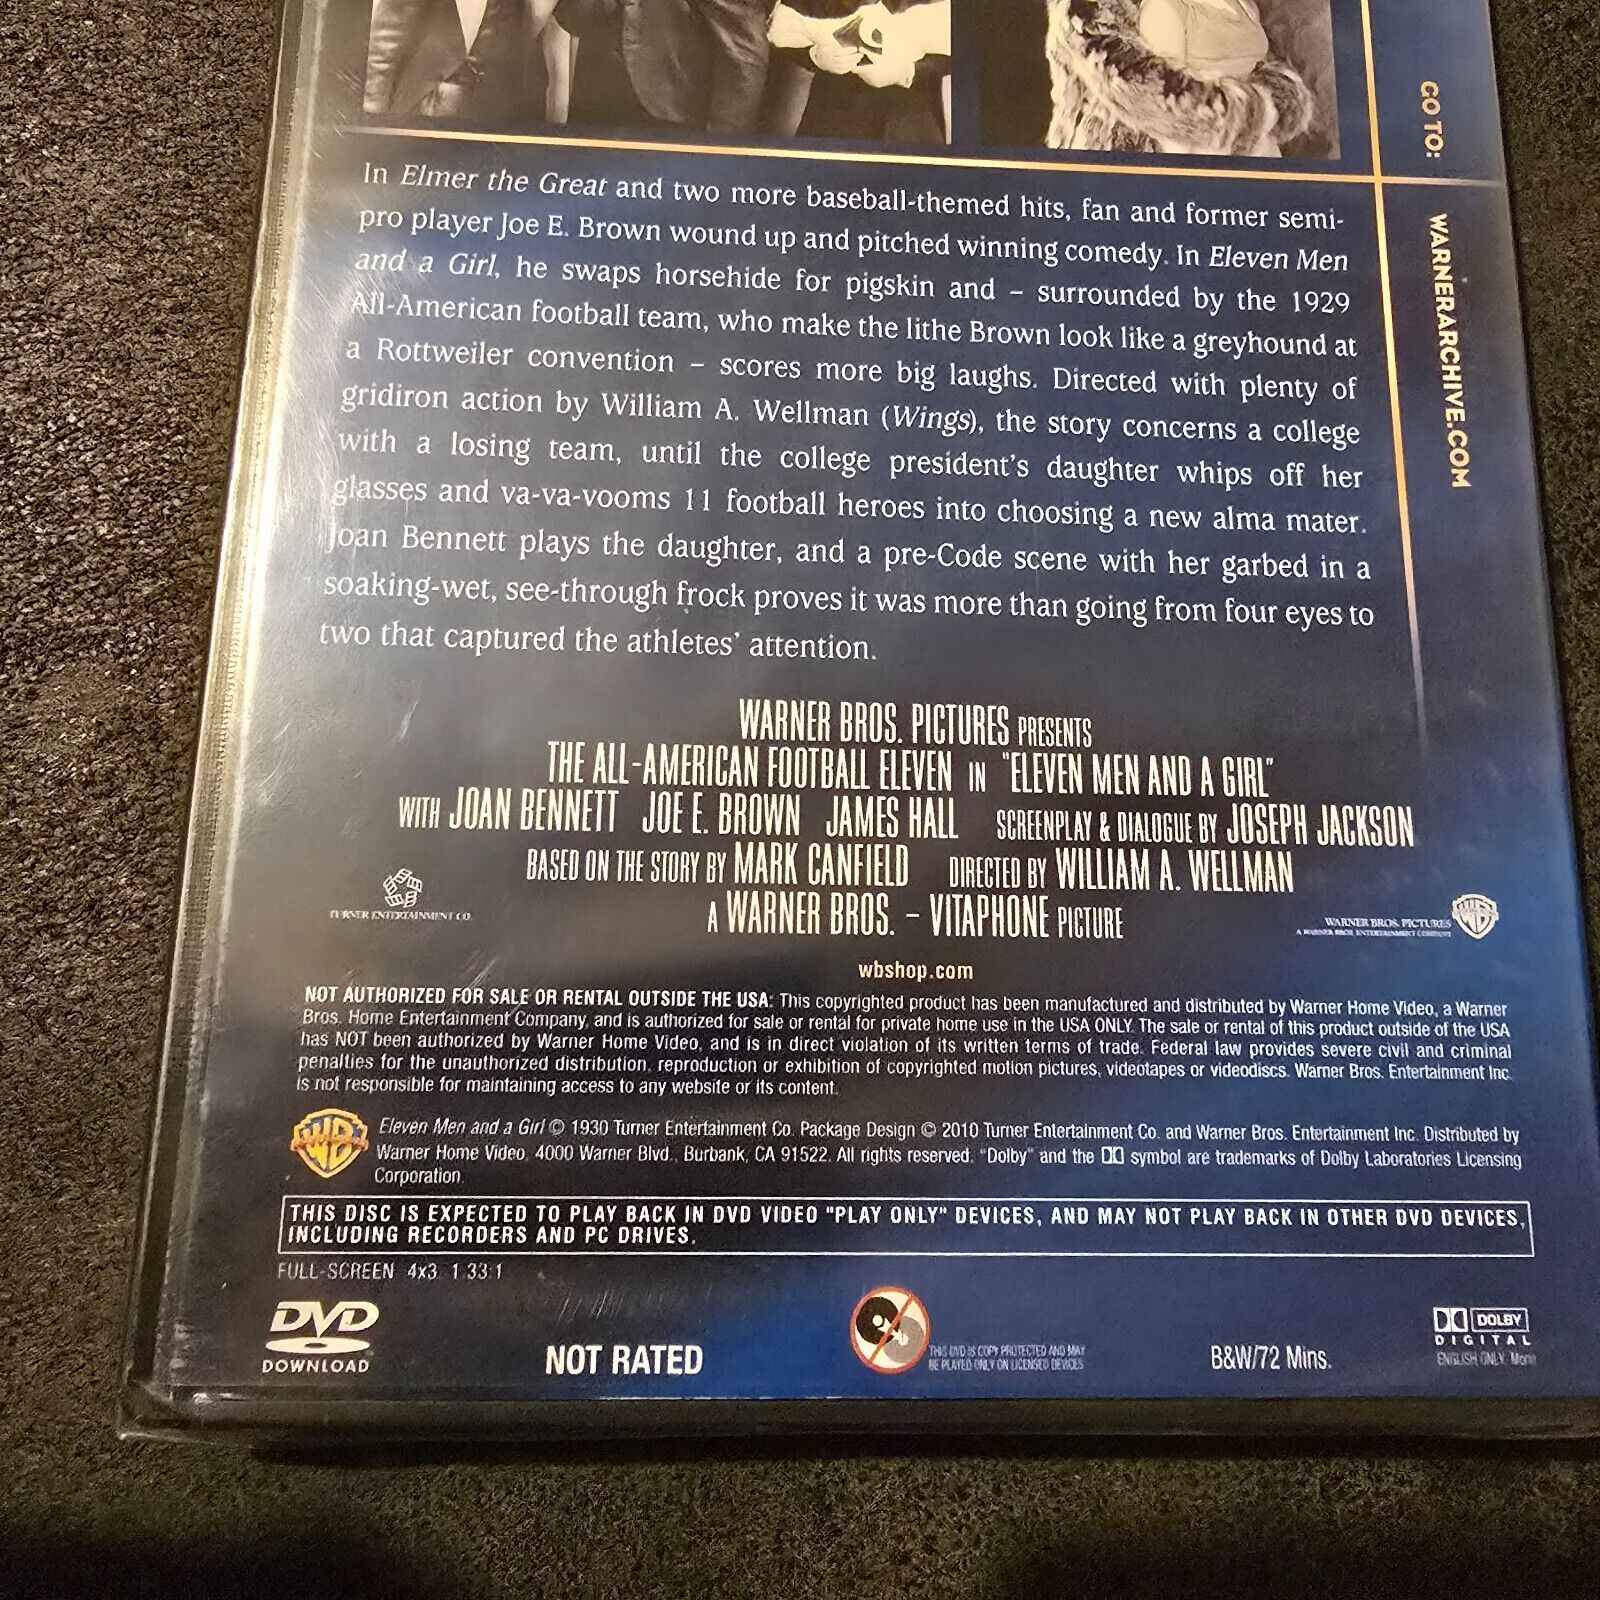 In Elmer the Great and two more baseball-themed hits, fan and former semi-
pro player Joe E. Brown wound up and pitched winning comedy. In Eleven Men
and a Girl, he swaps horsehide for pigskin and – surrounded by the 1929
All-American football team, who make the lithe Brown look like a greyhound at
a Rottweiler convention – scores more big laughs. Directed with plenty of
gridiron action by William A. Wellman (Wings), the story concerns a college
with a losing team, until the college president's daughter whips off her
glasses and va-va-vooms 11 football heroes into choosing a new alma mater.
Joan Bennett plays the daughter, and a pre-Code scene with her garbed in a
soaking-wet, see-through frock proves it was more than going from four eyes to
two that captured the athletes' attention.
GO TO: WARNERARCHIVE.COM
WARNER BROS. PICTURES PRESENTS
THE ALL-AMERICAN FOOTBALL ELEVEN IN "ELEVEN MEN AND A GIRL"
WITH JOAN BENNETT JOE E. BROWN JAMES HALL SCREENPLAY & DIALOGUE BY JOSEPH JACKSON
BASED ON THE STORY BY MARK CANFIELD DIRECTED BY WILLIAM A. WELLMAN
A WARNER BROS. – VITAPHONE PICTURE
TURNER ENTERTAINMENT CO.
WARNER BROS. PICTURES
A WARNER BROS. ENTERTAINMENT COMPANY
WB
wbshop.com
NOT AUTHORIZED FOR SALE OR RENTAL OUTSIDE THE USA: This copyrighted product has been manufactured and distributed by Warner Home Video, a Warner
Bros. Home Entertainment Company, and is authorized for sale or rental for private home use in the USA ONLY. The sale or rental of this product outside of the USA
has NOT been authorized by Warner Home Video, and is in direct violation of its written terms of trade. Federal law provides severe civil and criminal
penalties for the unauthorized distribution, reproduction or exhibition of copyrighted motion pictures, videotapes or videodiscs. Warner Bros. Entertainment Inc.
is not responsible for maintaining access to any website or its content.
WB
Eleven Men and a Girl © 1930 Turner Entertainment Co. Package Design © 2010 Turner Entertainment Co. and Warner Bros. Entertainment Inc. Distributed by
Warner Home Video, 4000 Warner Blvd., Burbank, CA 91522. All rights reserved. "Dolby" and the symbol are trademarks of Dolby Laboratories Licensing
Corporation.
THIS DISC IS EXPECTED TO PLAY BACK IN DVD VIDEO "PLAY ONLY" DEVICES, AND MAY NOT PLAY BACK IN OTHER DVD DEVICES,
INCLUDING RECORDERS AND PC DRIVES.
FULL-SCREEN 4x3 1.33:1
DVD
DOWNLOAD
NOT RATED
THIS DVD IS COPY PROTECTED AND MAY
BE PLAYED ONLY ON LICENSED DEVICES
B&W/72 Mins.
DOLBY
DIGITAL
ENGLISH ONLY Mono